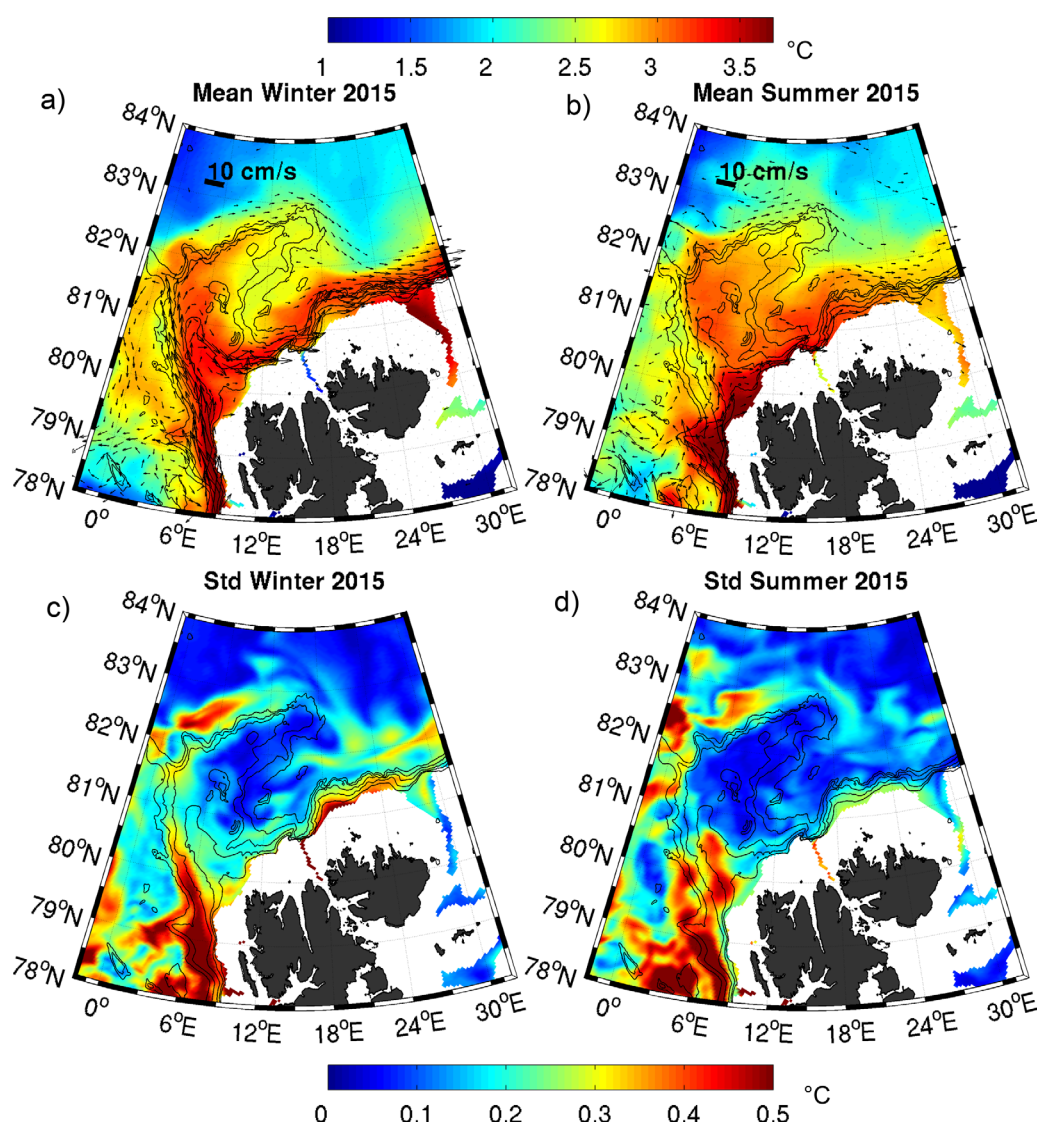 1 1.5 2 2.5 3 3.5 °C
a) Mean Winter 2015
84°N
83°N
82°N
81°N
80°N
79°N
78°N
10 cm/s
0° 6°E 12°E 18°E 24°E 30°E
b) Mean Summer 2015
84°N
83°N
82°N
81°N
80°N
79°N
78°N
10 cm/s
0° 6°E 12°E 18°E 24°E 30°E
c) Std Winter 2015
84°N
83°N
82°N
81°N
80°N
79°N
78°N
0° 6°E 12°E 18°E 24°E 30°E
d) Std Summer 2015
84°N
83°N
82°N
81°N
80°N
79°N
78°N
0° 6°E 12°E 18°E 24°E 30°E
0 0.1 0.2 0.3 0.4 0.5 °C